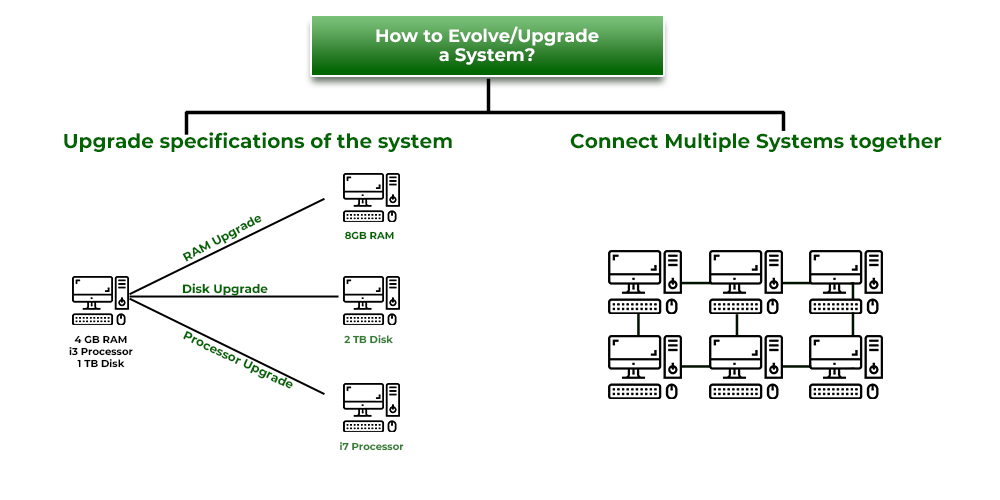 How to Evolve/Upgrade
a System?
Upgrade specifications of the system
Connect Multiple Systems together
RAM Upgrade
8GB RAM
Disk Upgrade
4 GB RAM
i3 Processor
1 TB Disk
2 TB Disk
Processor Upgrade
i7 Processor